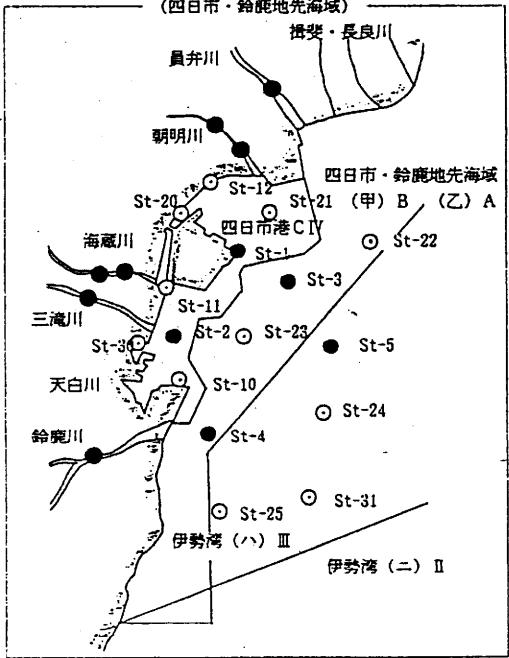 (四日市・鈴鹿地先海域)
揖斐・長良川
員弁川
朝明川
四日市・鈴鹿地先海域
(甲) B (乙) A
St-12
St-20
St-21
四日市港CIV
St-22
海蔵川
St-1
St-3
St-11
三滝川
St-2
St-23
St-30
St-5
天白川
St-10
St-24
鈴鹿川
St-4
St-31
St-25
伊勢湾(ハ)Ⅲ
伊勢湾(ニ)Ⅱ